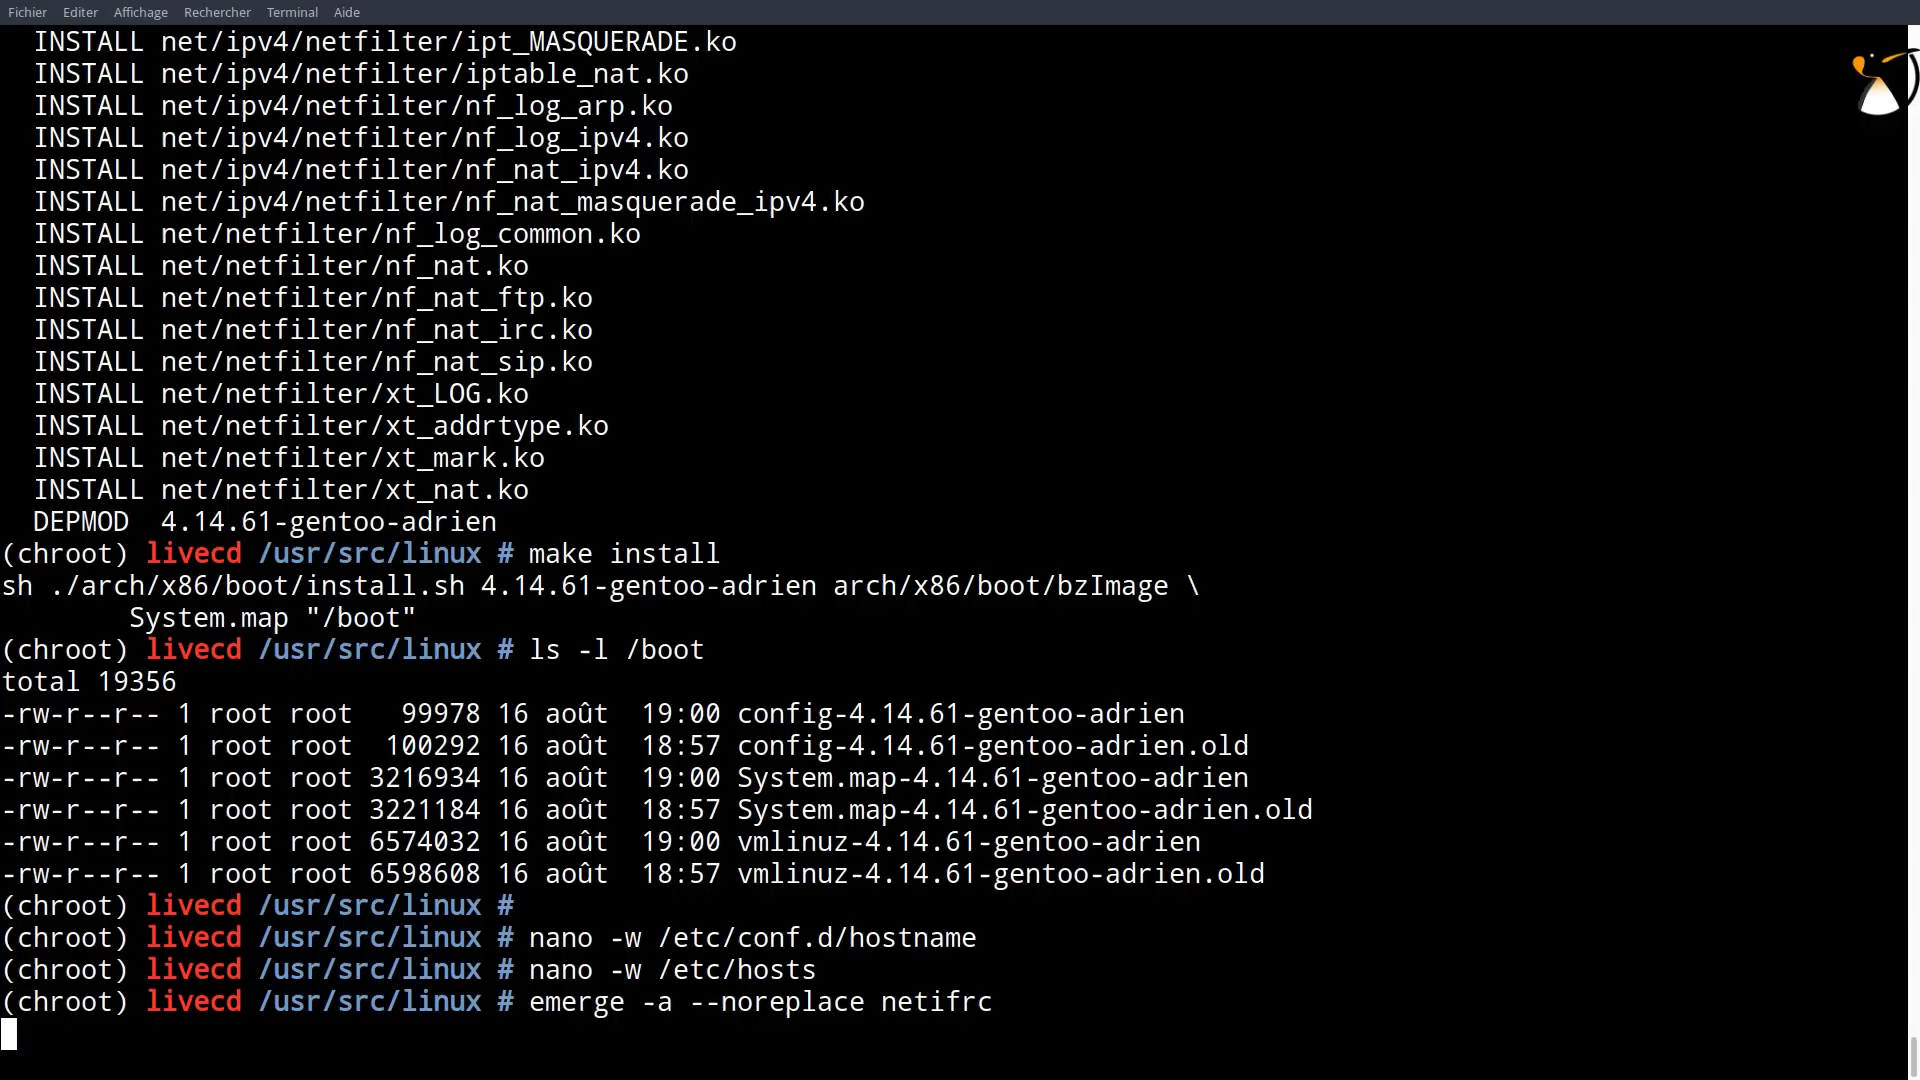 Fichier Editer Affichage Rechercher Terminal Aide
INSTALL net/ipv4/netfilter/ipt_MASQUERADE.ko
INSTALL net/ipv4/netfilter/iptable_nat.ko
INSTALL net/ipv4/netfilter/nf_log_arp.ko
INSTALL net/ipv4/netfilter/nf_log_ipv4.ko
INSTALL net/ipv4/netfilter/nf_nat_ipv4.ko
INSTALL net/ipv4/netfilter/nf_nat_masquerade_ipv4.ko
INSTALL net/netfilter/nf_log_common.ko
INSTALL net/netfilter/nf_nat.ko
INSTALL net/netfilter/nf_nat_ftp.ko
INSTALL net/netfilter/nf_nat_irc.ko
INSTALL net/netfilter/nf_nat_sip.ko
INSTALL net/netfilter/xt_LOG.ko
INSTALL net/netfilter/xt_addrtype.ko
INSTALL net/netfilter/xt_mark.ko
INSTALL net/netfilter/xt_nat.ko
DEPMOD  4.14.61-gentoo-adrien
(chroot) livecd /usr/src/linux # make install
sh ./arch/x86/boot/install.sh 4.14.61-gentoo-adrien arch/x86/boot/bzImage \
System.map "/boot"
(chroot) livecd /usr/src/linux # ls -l /boot
total 19356
-rw-r--r-- 1 root root   99978 16 août  19:00 config-4.14.61-gentoo-adrien
-rw-r--r-- 1 root root  100292 16 août  18:57 config-4.14.61-gentoo-adrien.old
-rw-r--r-- 1 root root 3216934 16 août  19:00 System.map-4.14.61-gentoo-adrien
-rw-r--r-- 1 root root 3221184 16 août  18:57 System.map-4.14.61-gentoo-adrien.old
-rw-r--r-- 1 root root 6574032 16 août  19:00 vmlinuz-4.14.61-gentoo-adrien
-rw-r--r-- 1 root root 6598608 16 août  18:57 vmlinuz-4.14.61-gentoo-adrien.old
(chroot) livecd /usr/src/linux #
(chroot) livecd /usr/src/linux # nano -w /etc/conf.d/hostname
(chroot) livecd /usr/src/linux # nano -w /etc/hosts
(chroot) livecd /usr/src/linux # emerge -a --noreplace netifrc